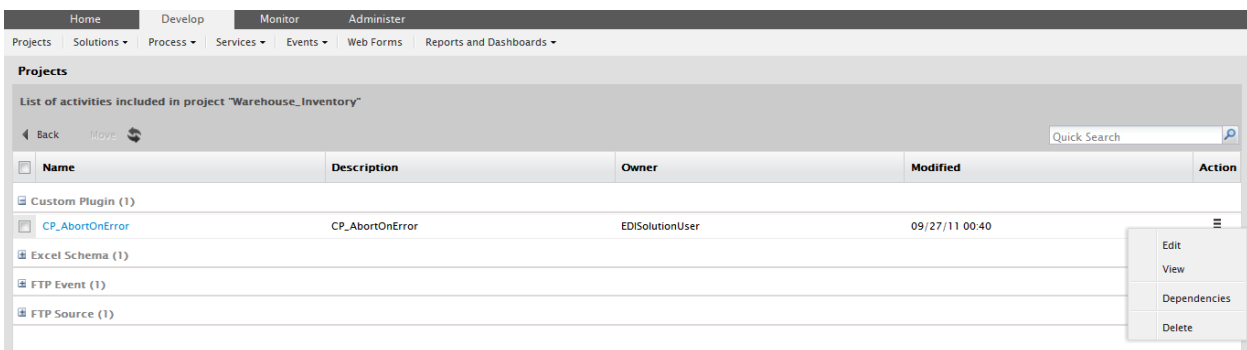 Home Develop Monitor Administer
Projects Solutions Process Services Events Web Forms Reports and Dashboards
Projects
List of activities included in project "Warehouse_Inventory"
Back Move Quick Search
Name Description Owner Modified Action
Custom Plugin (1)
CP_AbortOnError CP_AbortOnError EDISolutionUser 09/27/11 00:40
Edit
Excel Schema (1)
View
FTP Event (1)
Dependencies
FTP Source (1)
Delete